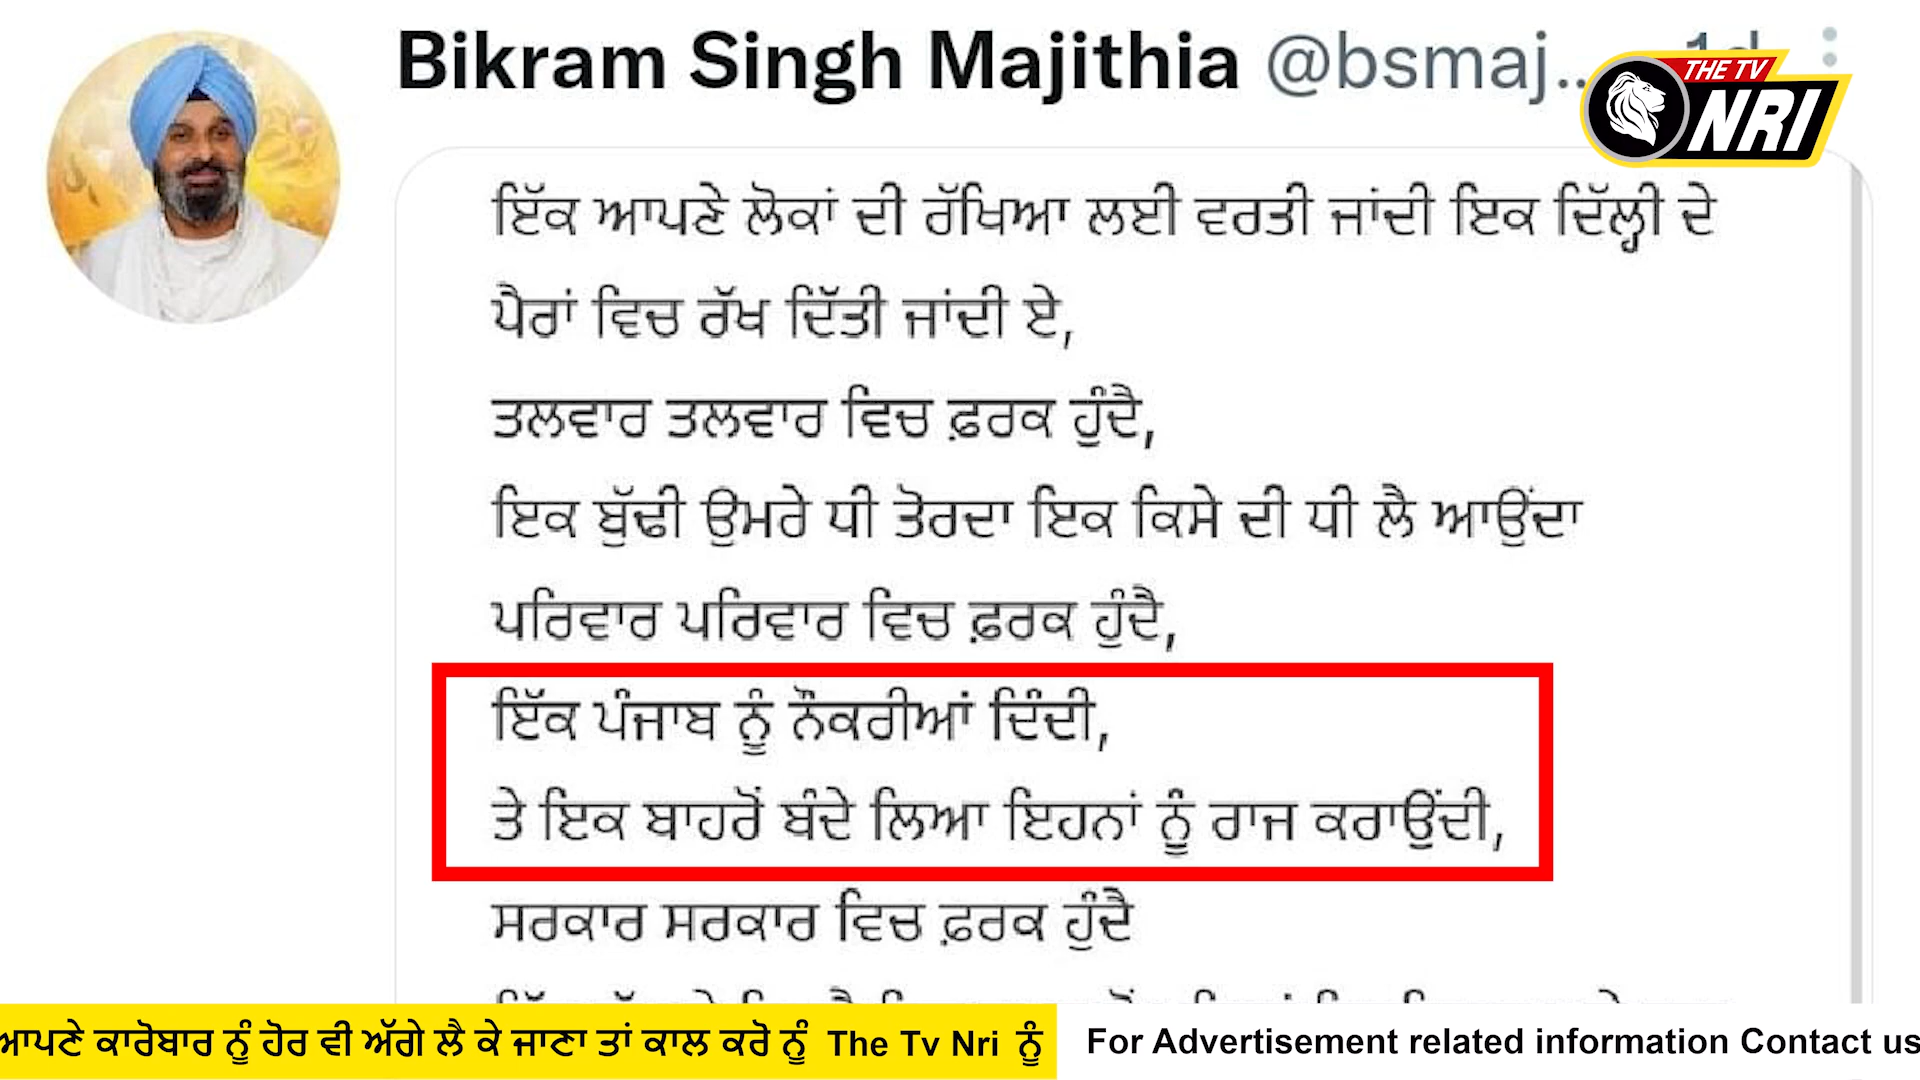 Bikram Singh Majithia @bsmaj... 1d
THE TV
NRI
ਇੱਕ ਆਪਣੇ ਲੋਕਾਂ ਦੀ ਰੱਖਿਆ ਲਈ ਵਰਤੀ ਜਾਂਦੀ ਇਕ ਦਿੱਲ੍ਹੀ ਦੇ
ਪੈਰਾਂ ਵਿਚ ਰੱਖ ਦਿੱਤੀ ਜਾਂਦੀ ਏ,
ਤਲਵਾਰ ਤਲਵਾਰ ਵਿਚ ਫ਼ਰਕ ਹੁੰਦੈ,
ਇਕ ਬੁੱਢੀ ਉਮਰੇ ਧੀ ਤੋਰਦਾ ਇਕ ਕਿਸੇ ਦੀ ਧੀ ਲੈ ਆਉਂਦਾ
ਪਰਿਵਾਰ ਪਰਿਵਾਰ ਵਿਚ ਫ਼ਰਕ ਹੁੰਦੈ,
ਇੱਕ ਪੰਜਾਬ ਨੂੰ ਨੌਕਰੀਆਂ ਦਿੰਦੀ,
ਤੇ ਇਕ ਬਾਹਰੋਂ ਬੰਦੇ ਲਿਆ ਇਹਨਾਂ ਨੂੰ ਰਾਜ ਕਰਾਉਂਦੀ,
ਸਰਕਾਰ ਸਰਕਾਰ ਵਿਚ ਫ਼ਰਕ ਹੁੰਦੈ
ਆਪਣੇ ਕਾਰੋਬਾਰ ਨੂੰ ਹੋਰ ਵੀ ਅੱਗੇ ਲੈ ਕੇ ਜਾਣਾ ਤਾਂ ਕਾਲ ਕਰੋ ਨੂੰ The Tv Nri ਨੂੰ For Advertisement related information Contact us